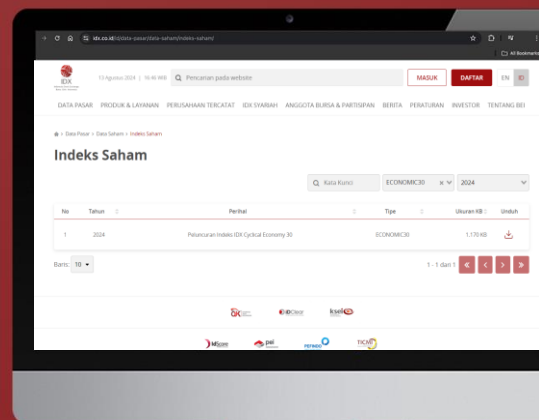 idx.co.id/id/data-pasar/data-saham/indeks-saham/
All Bookmarks
IDX
13 Agustus 2024 | 16:46 WIB
Pencarian pada website
MASUK
DAFTAR
EN
ID
DATA PASAR PRODUK & LAYANAN PERUSAHAAN TERCATAT IDX SYARIAH ANGGOTA BURSA & PARTISIPAN BERITA PERATURAN INVESTOR TENTANG BEI
> Data Pasar > Data Saham > Indeks Saham
Indeks Saham
Kata Kunci
ECONOMIC30 ×
2024
No Tahun Perihal Tipe Ukuran KB Unduh
1 2024 Peluncuran Indeks IDX Cyclical Economy 30 ECONOMIC30 1.170 KB
Baris: 10
1 - 1 dari 1 « < > »
IDClear
ksei
pei
PEFINDO
TICMI